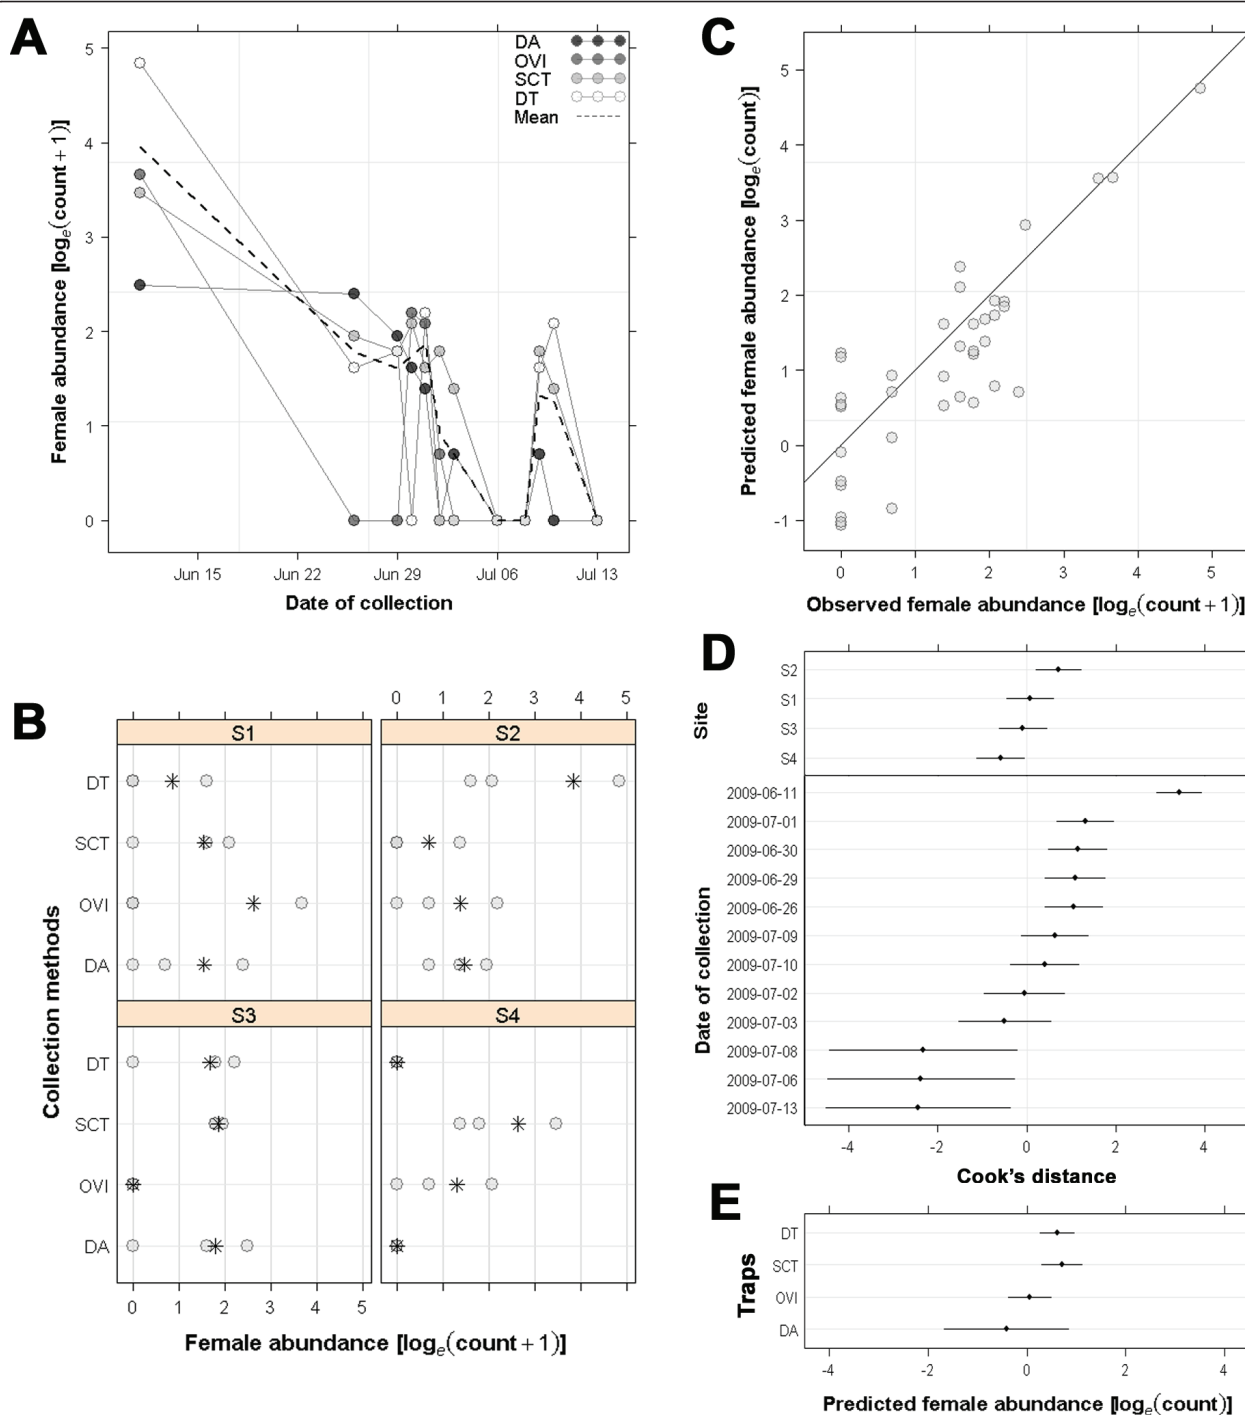 A
DA
OVI
SCT
DT
Mean
5
4
3
2
1
0
Female abundance [logₑ(count+1)]
Jun 15 Jun 22 Jun 29 Jul 06 Jul 13
Date of collection
B
0 1 2 3 4 5
S1 S2
DT
SCT
OVI
DA
S3 S4
DT
SCT
OVI
DA
Collection methods
0 1 2 3 4 5
Female abundance [logₑ(count+1)]
C
5
4
3
2
1
0
-1
Predicted female abundance [logₑ(count)]
0 1 2 3 4 5
Observed female abundance [logₑ(count+1)]
D
Site
S2
S1
S3
S4
Date of collection
2009-06-11
2009-07-01
2009-06-30
2009-06-29
2009-06-26
2009-07-09
2009-07-10
2009-07-02
2009-07-03
2009-07-08
2009-07-06
2009-07-13
-4 -2 0 2 4
Cook's distance
E
Traps
DT
SCT
OVI
DA
-4 -2 0 2 4
Predicted female abundance [logₑ(count)]